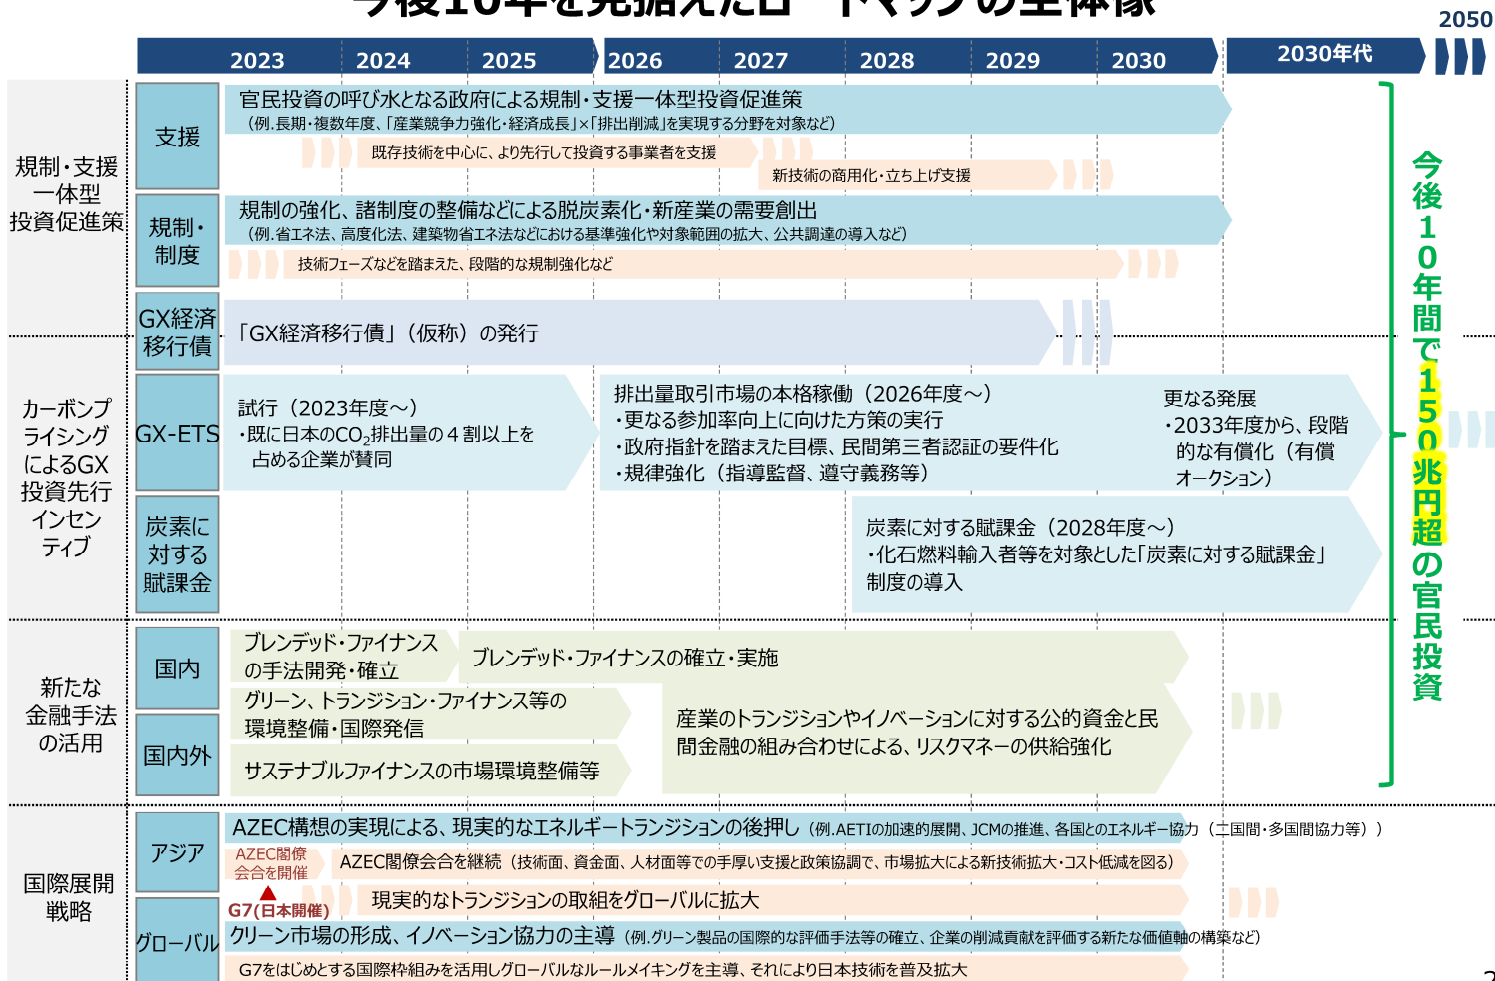 今後10年を見据えたロードマップの全体像
2050
2023 2024 2025 2026 2027 2028 2029 2030 2030年代
規制・支援
一体型
投資促進策
支援
官民投資の呼び水となる政府による規制・支援一体型投資促進策
（例.長期・複数年度、「産業競争力強化・経済成長」×「排出削減」を実現する分野を対象など）
既存技術を中心に、より先行して投資する事業者を支援
新技術の商用化・立ち上げ支援
規制・
制度
規制の強化、諸制度の整備などによる脱炭素化・新産業の需要創出
（例.省エネ法、高度化法、建築物省エネ法などにおける基準強化や対象範囲の拡大、公共調達の導入など）
技術フェーズなどを踏まえた、段階的な規制強化など
GX経済
移行債
「GX経済移行債」（仮称）の発行
カーボンプ
ライシング
によるGX
投資先行
インセン
ティブ
GX-ETS
試行（2023年度～）
・既に日本のCO2排出量の４割以上を
占める企業が賛同
排出量取引市場の本格稼働（2026年度～）
・更なる参加率向上に向けた方策の実行
・政府指針を踏まえた目標、民間第三者認証の要件化
・規律強化（指導監督、遵守義務等）
更なる発展
・2033年度から、段階
的な有償化（有償
オークション）
炭素に
対する
賦課金
炭素に対する賦課金（2028年度～）
・化石燃料輸入者等を対象とした「炭素に対する賦課金」
制度の導入
今後10年間で150兆円超の官民投資
新たな
金融手法
の活用
国内
ブレンデッド・ファイナンス
の手法開発・確立
ブレンデッド・ファイナンスの確立・実施
グリーン、トランジション・ファイナンス等の
環境整備・国際発信
国内外
サステナブルファイナンスの市場環境整備等
産業のトランジションやイノベーションに対する公的資金と民
間金融の組み合わせによる、リスクマネーの供給強化
国際展開
戦略
アジア
AZEC構想の実現による、現実的なエネルギートランジションの後押し（例.AETIの加速的展開、JCMの推進、各国とのエネルギー協力（二国間・多国間協力等））
AZEC閣僚
会合を開催
AZEC閣僚会合を継続（技術面、資金面、人材面等での手厚い支援と政策協調で、市場拡大による新技術拡大・コスト低減を図る）
現実的なトランジションの取組をグローバルに拡大
G7(日本開催)
グローバル
クリーン市場の形成、イノベーション協力の主導（例.グリーン製品の国際的な評価手法等の確立、企業の削減貢献を評価する新たな価値軸の構築など）
G7をはじめとする国際枠組みを活用しグローバルなルールメイキングを主導、それにより日本技術を普及拡大